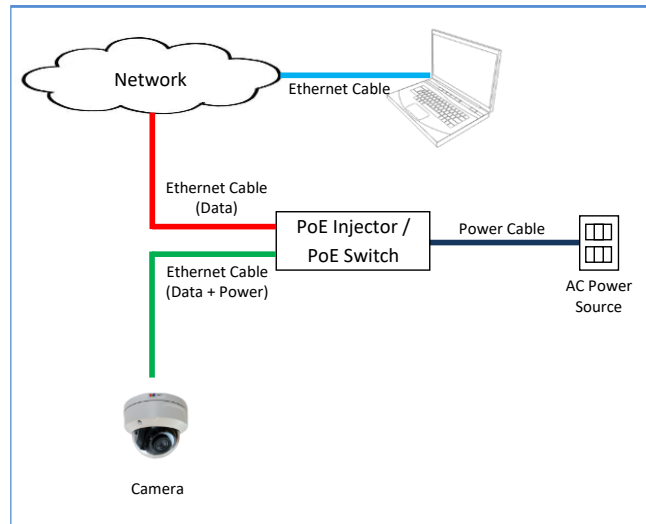 Network
Ethernet Cable
Ethernet Cable
(Data)
PoE Injector /
PoE Switch
Power Cable
Ethernet Cable
(Data + Power)
AC Power
Source
Camera